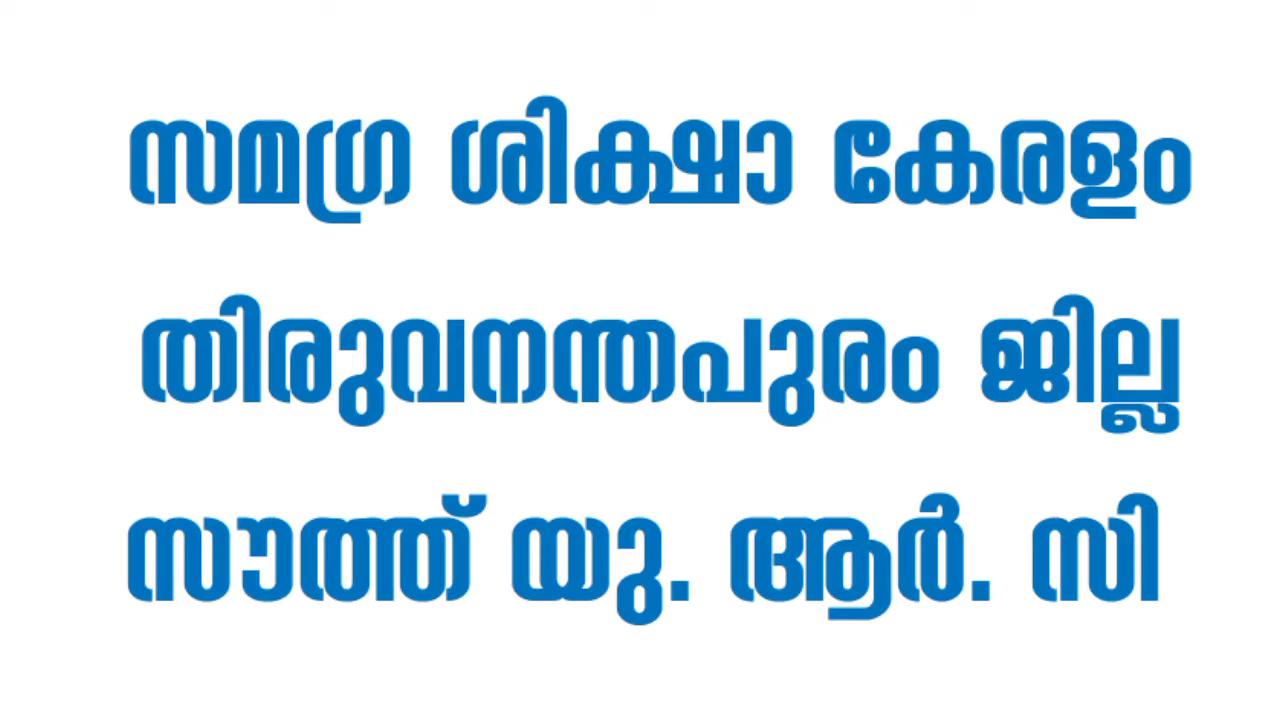 സമഗ്ര ശിക്ഷാ കേരളം
തിരുവനന്തപുരം ജില്ല
സൗത്ത് യു. ആർ. സി